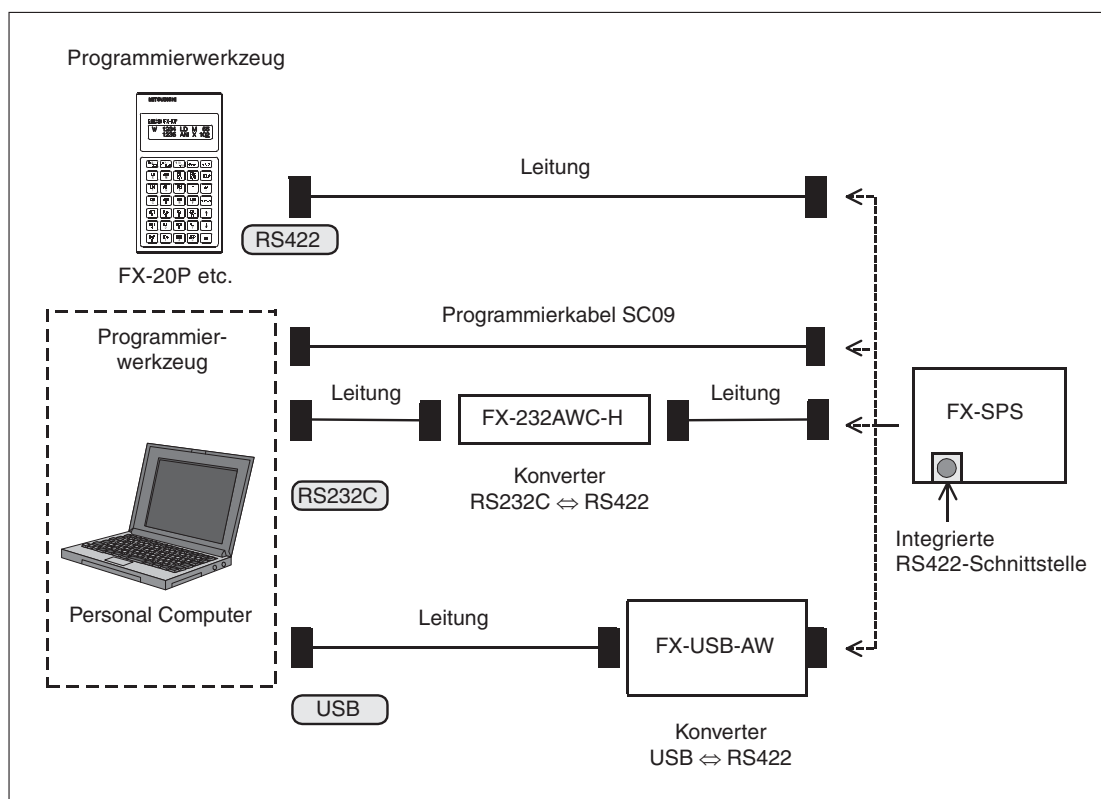 Programmierwerkzeug
MITSUBISHI
Leitung
RS422
FX-20P etc.
Programmierkabel SC09
Programmier-
werkzeug
Leitung
Leitung
FX-232AWC-H
FX-SPS
Konverter
RS232C ⇔ RS422
RS232C
Integrierte
RS422-Schnittstelle
Personal Computer
Leitung
FX-USB-AW
USB
Konverter
USB ⇔ RS422